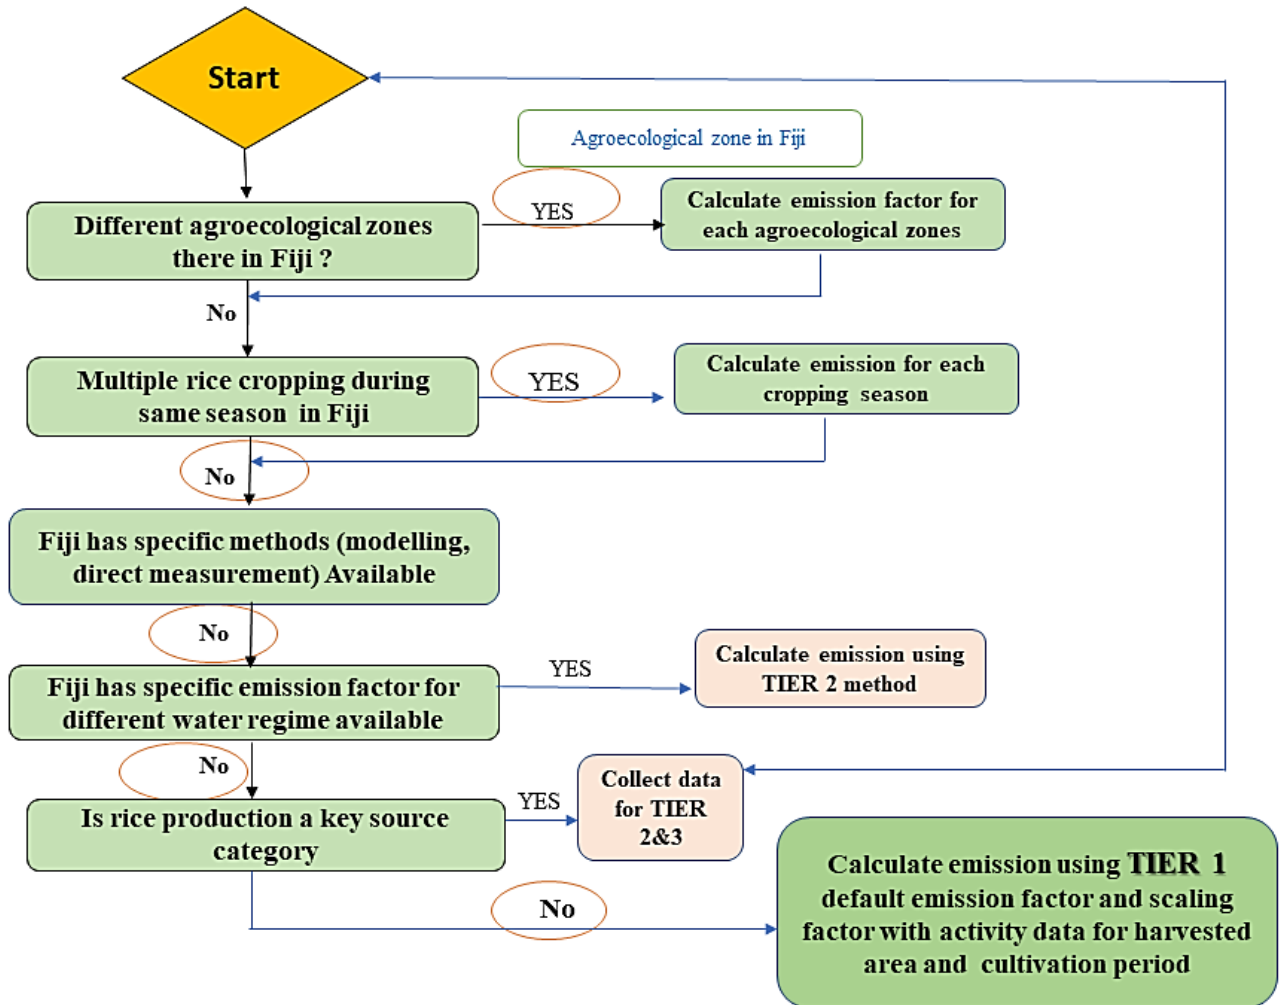 Start
Agroecological zone in Fiji
Different agroecological zones
there in Fiji ?
YES
Calculate emission factor for
each agroecological zones
No
Multiple rice cropping during
same season in Fiji
YES
Calculate emission for each
cropping season
No
Fiji has specific methods (modelling,
direct measurement) Available
No
Fiji has specific emission factor for
different water regime available
YES
Calculate emission using
TIER 2 method
No
Is rice production a key source
category
YES
Collect data
for TIER
2&3
No
Calculate emission using TIER 1
default emission factor and scaling
factor with activity data for harvested
area and cultivation period